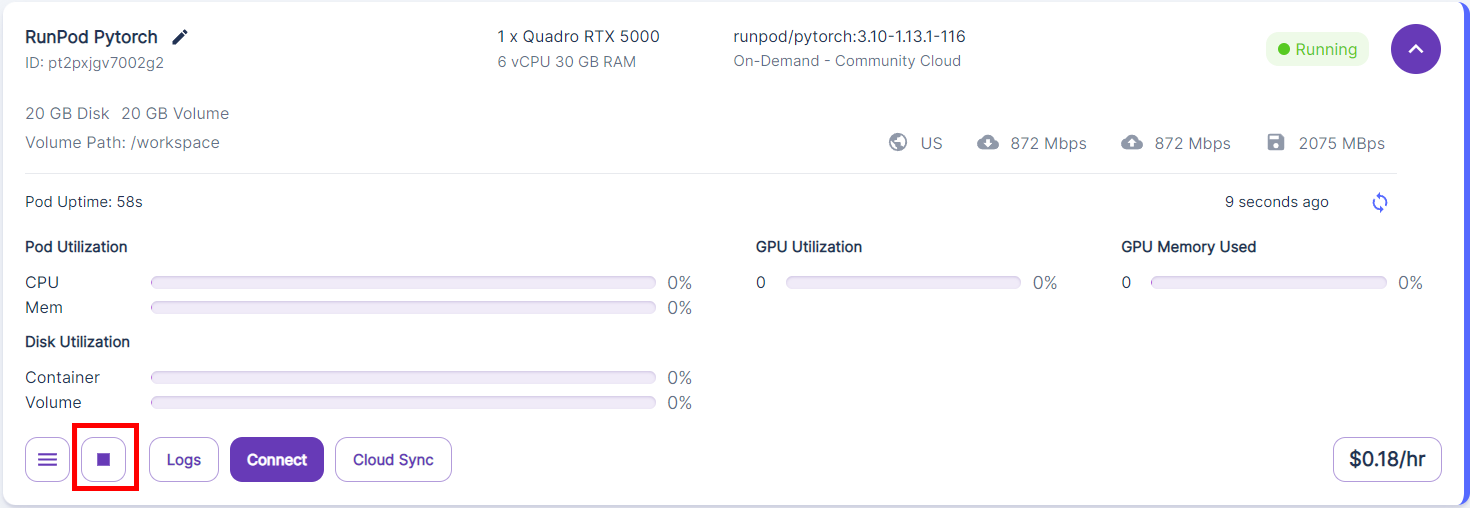 RunPod Pytorch
ID: pt2pxjgv7002g2
1 x Quadro RTX 5000
6 vCPU 30 GB RAM
runpod/pytorch:3.10-1.13.1-116
On-Demand - Community Cloud
Running
20 GB Disk 20 GB Volume
Volume Path: /workspace
US 872 Mbps 872 Mbps 2075 MBps
Pod Uptime: 58s
9 seconds ago
Pod Utilization
CPU 0%
Mem 0%
GPU Utilization
0 0%
GPU Memory Used
0 0%
Disk Utilization
Container 0%
Volume 0%
Logs
Connect
Cloud Sync
$0.18/hr